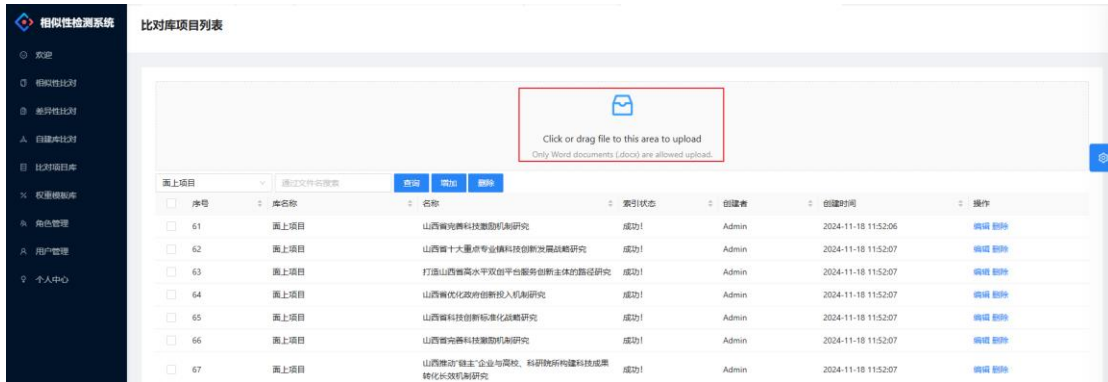 相似性检测系统
比对库项目列表
欢迎
相似性比对
差异性比对
自建库比对
比对项目库
权重模板库
角色管理
用户管理
个人中心
Click or drag file to this area to upload
Only Word documents (.docx) are allowed upload.
面上项目 通过文件名搜索 查询 增加 删除
序号 库名称 名称 索引状态 创建者 创建时间 操作
61 面上项目 山西省完善科技激励机制研究 成功! Admin 2024-11-18 11:52:06 编辑 删除
62 面上项目 山西省十大重点专业镇科技创新发展战略研究 成功! Admin 2024-11-18 11:52:07 编辑 删除
63 面上项目 打造山西省高水平双创平台服务创新主体的路径研究 成功! Admin 2024-11-18 11:52:07 编辑 删除
64 面上项目 山西省优化政府创新投入机制研究 成功! Admin 2024-11-18 11:52:07 编辑 删除
65 面上项目 山西省科技创新标准化战略研究 成功! Admin 2024-11-18 11:52:07 编辑 删除
66 面上项目 山西省完善科技激励机制研究 成功! Admin 2024-11-18 11:52:07 编辑 删除
67 面上项目 山西推动“链主”企业与高校、科研院所构建科技成果
转化长效机制研究 成功! Admin 2024-11-18 11:52:07 编辑 删除